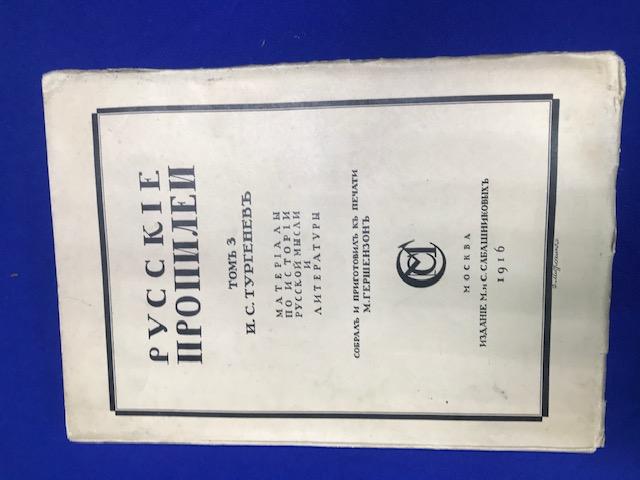 РУССКІЕ
ПРОПИЛЕИ
ТОМЪ 3
И. С. ТУРГЕНЕВЪ
МАТЕРІАЛЫ
ПО ИСТОРІИ
РУССКОЙ МЫСЛИ
И
ЛИТЕРАТУРЫ
СОБРАЛЪ И ПРИГОТОВИЛЪ КЪ ПЕЧАТИ
М. ГЕРШЕНЗОНЪ
МОСКВА
ИЗДАНІЕ М. и С. САБАШНИКОВЫХЪ
1916